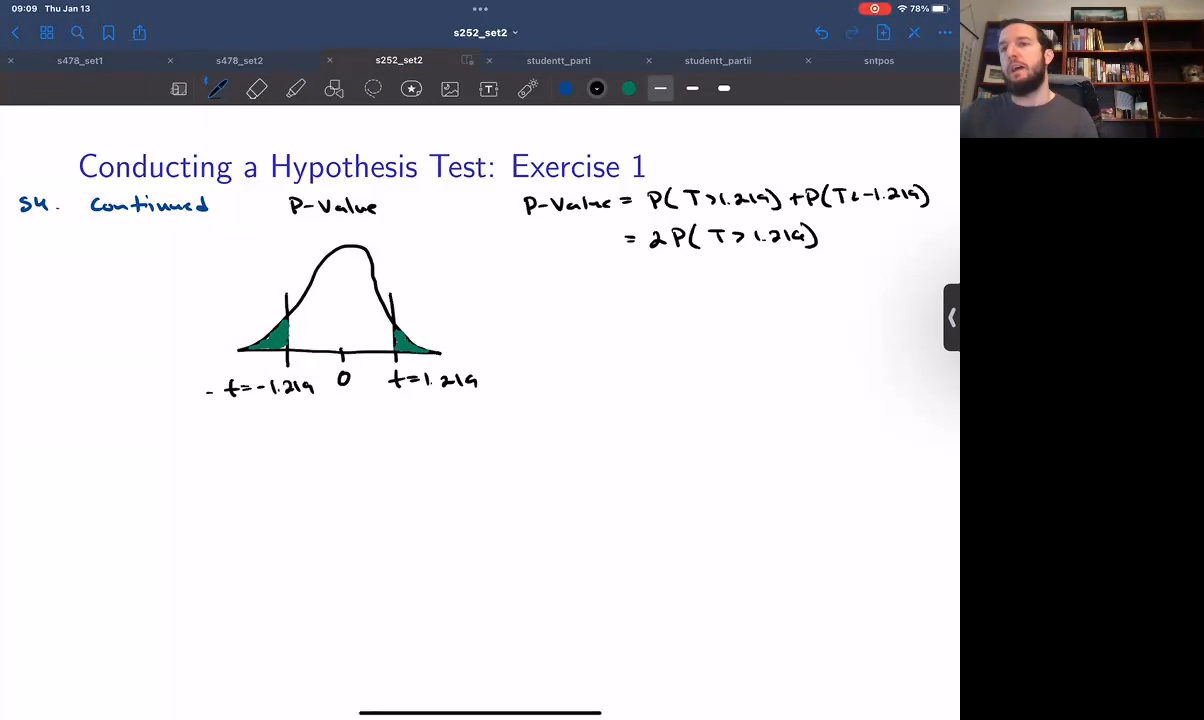 09:09 Thu Jan 13
78%
s252_set2
s478_set1
s478_set2
s252_set2
studentt_parti
studentt_partii
sntpos
Conducting a Hypothesis Test: Exercise 1
S4. Continued
P-Value
P-Value = P(T>1.219)+P(T<-1.219)
= 2P(T>1.219)
- t=-1.219
0
t=1.219